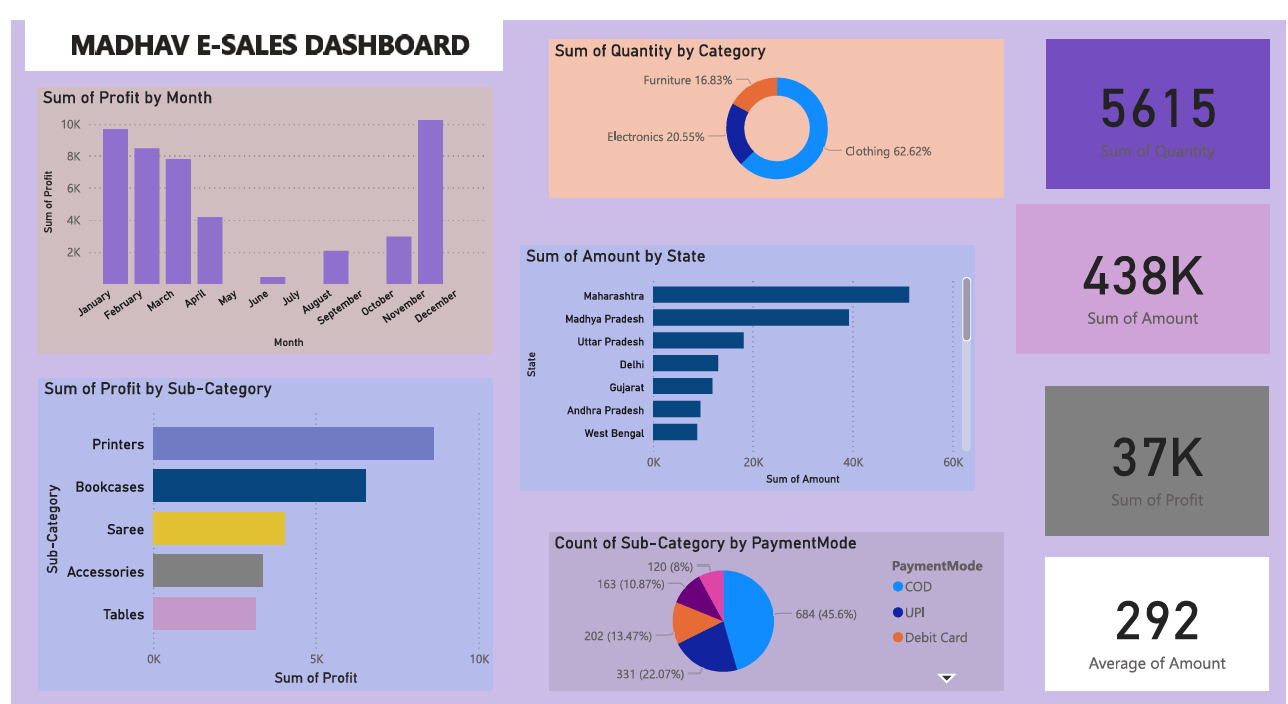 MADHAV E-SALES DASHBOARD
Sum of Profit by Month
10K
8K
6K
4K
2K
Sum of Profit
January
February
March
April
May
June
July
August
September
October
November
December
Month
Sum of Profit by Sub-Category
Sub-Category
Printers
Bookcases
Saree
Accessories
Tables
0K
5K
10K
Sum of Profit
Sum of Quantity by Category
Furniture 16.83%
Electronics 20.55%
Clothing 62.62%
Sum of Amount by State
State
Maharashtra
Madhya Pradesh
Uttar Pradesh
Delhi
Gujarat
Andhra Pradesh
West Bengal
0K
20K
40K
60K
Sum of Amount
Count of Sub-Category by PaymentMode
120 (8%)
163 (10.87%)
202 (13.47%)
331 (22.07%)
684 (45.6%)
PaymentMode
COD
UPI
Debit Card
5615
Sum of Quantity
438K
Sum of Amount
37K
Sum of Profit
292
Average of Amount